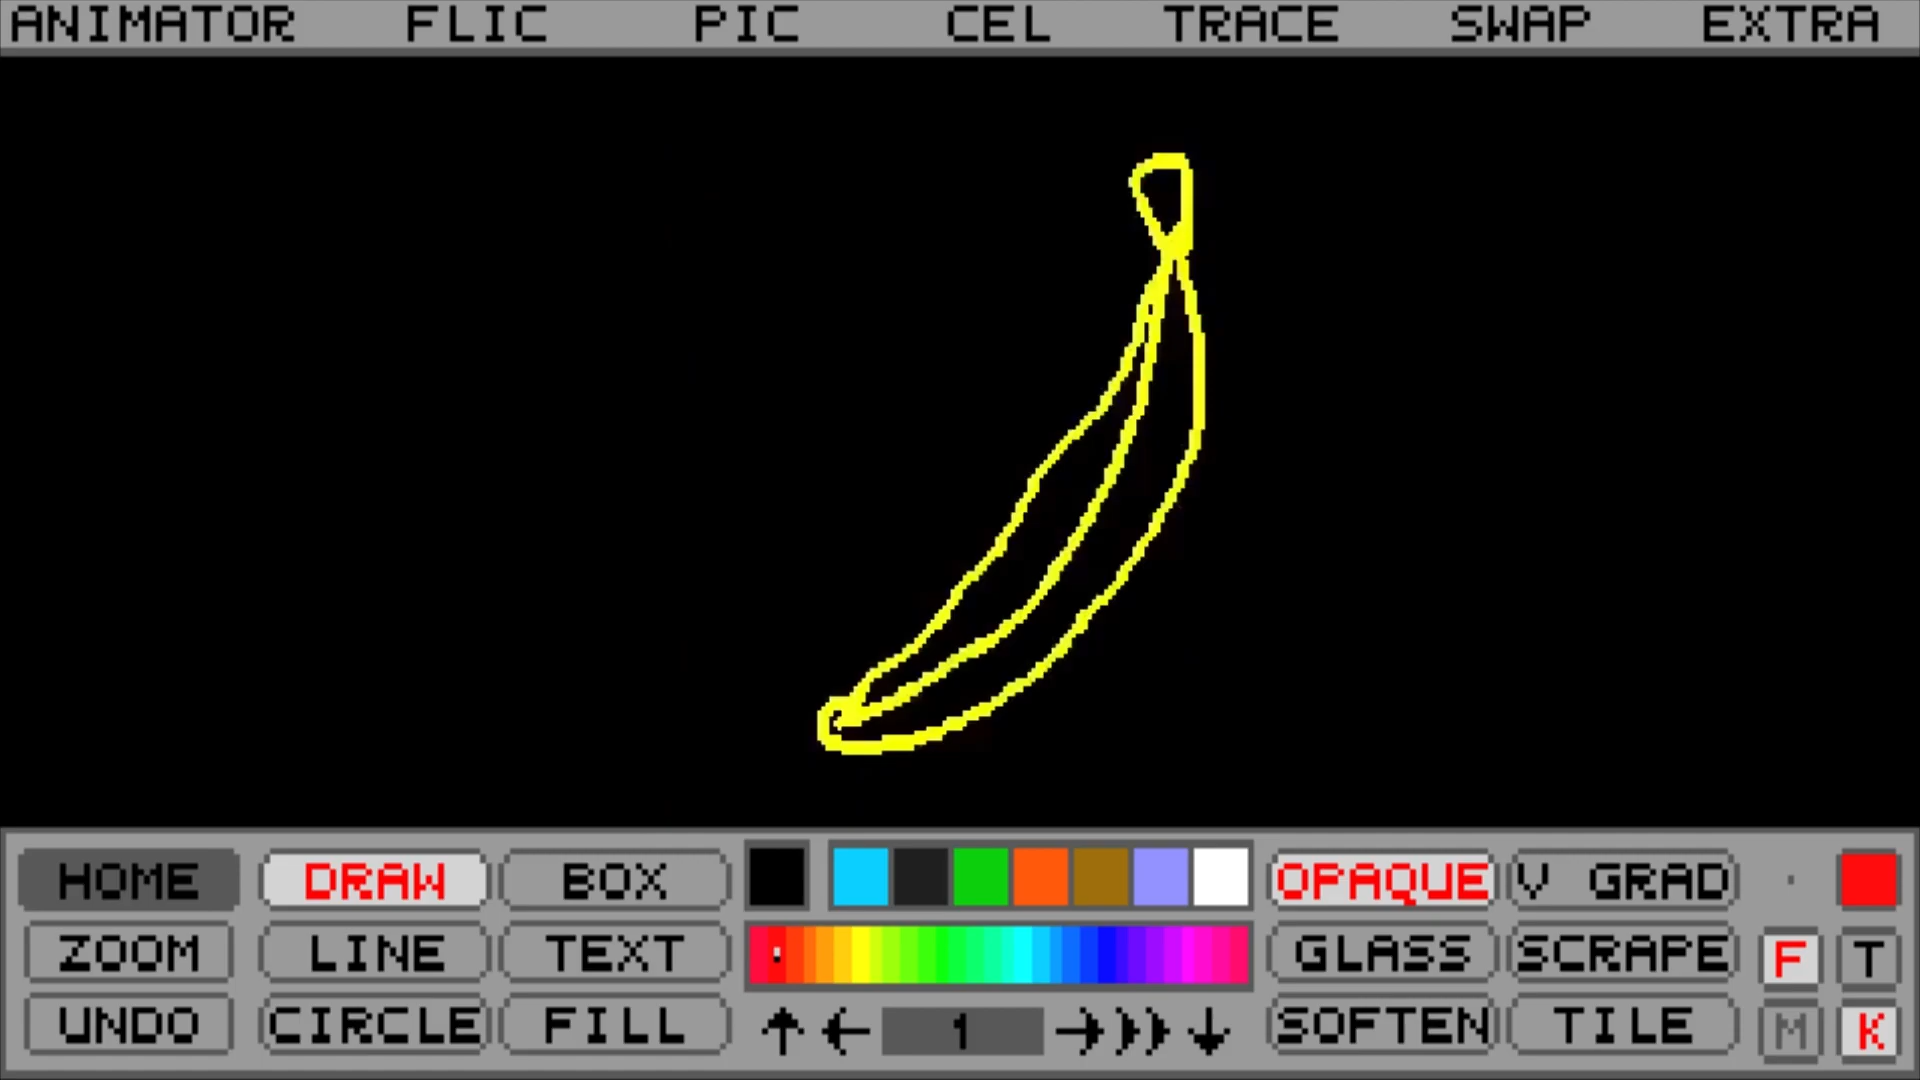 ANIMATOR FLIC PIC CEL TRACE SWAP EXTRA
HOME DRAW BOX OPAQUE V GRAD
ZOOM LINE TEXT GLASS SCRAPE F T
UNDO CIRCLE FILL 1 SOFTEN TILE M K